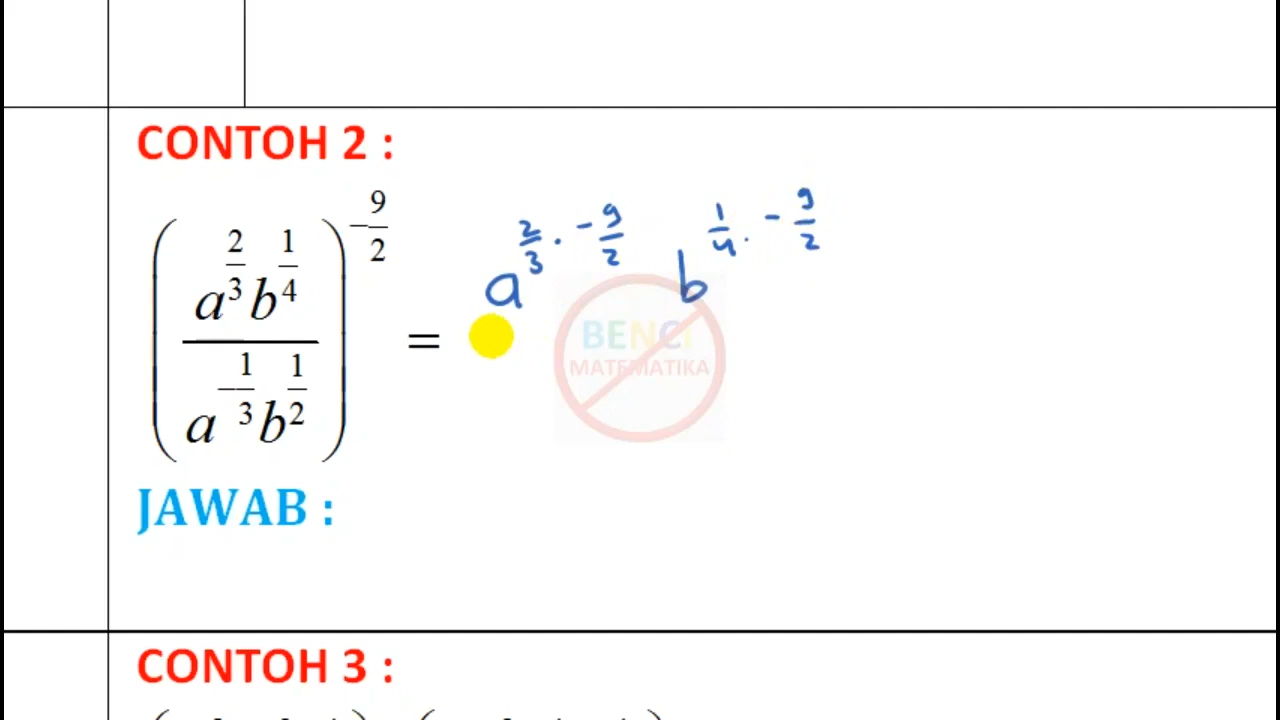 CONTOH 2 :
(a^{2/3} b^{1/4} / a^{-1/3} b^{1/2})^{-9/2} = a^{2/3 · -9/2} b^{1/4 · -9/2}
BENCI
MATEMATIKA
JAWAB :
CONTOH 3 :